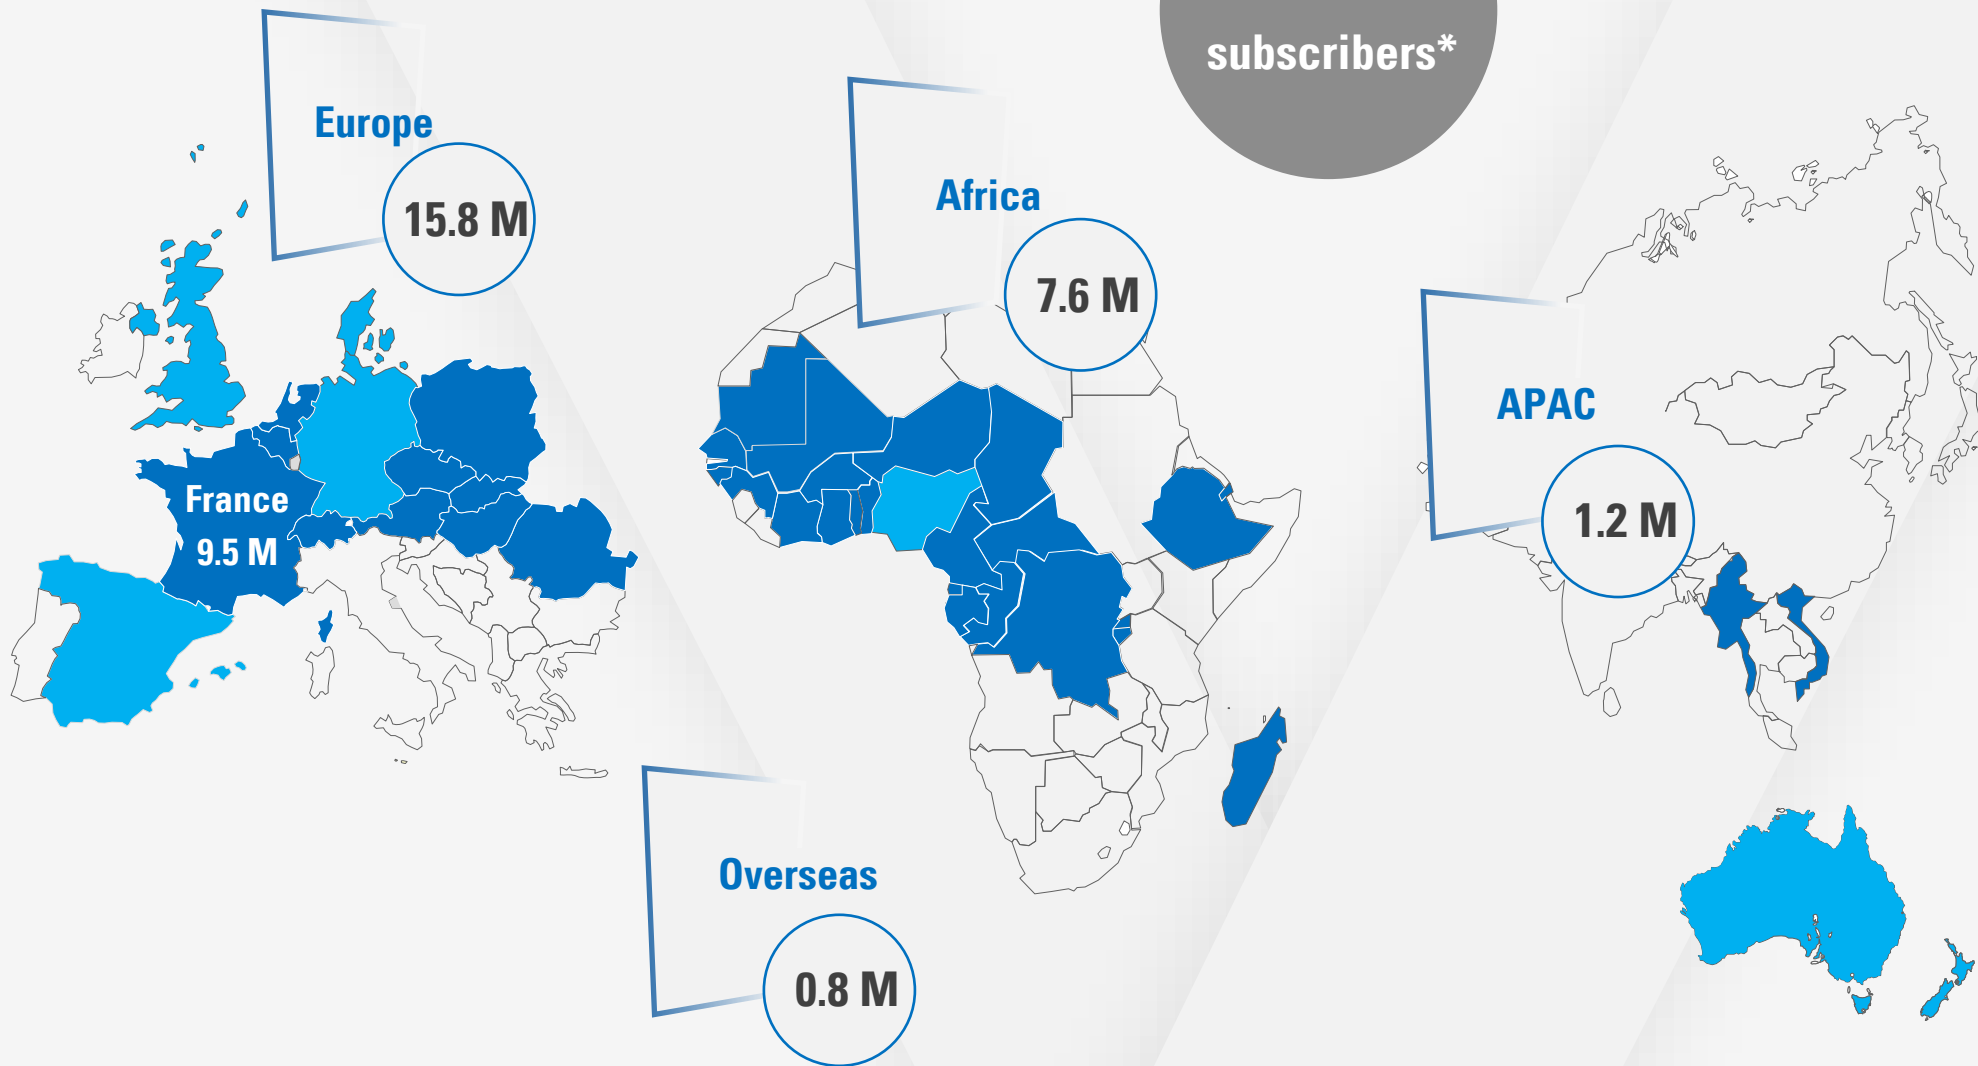 subscribers*
Europe
15.8 M
Africa
7.6 M
APAC
1.2 M
France
9.5 M
Overseas
0.8 M